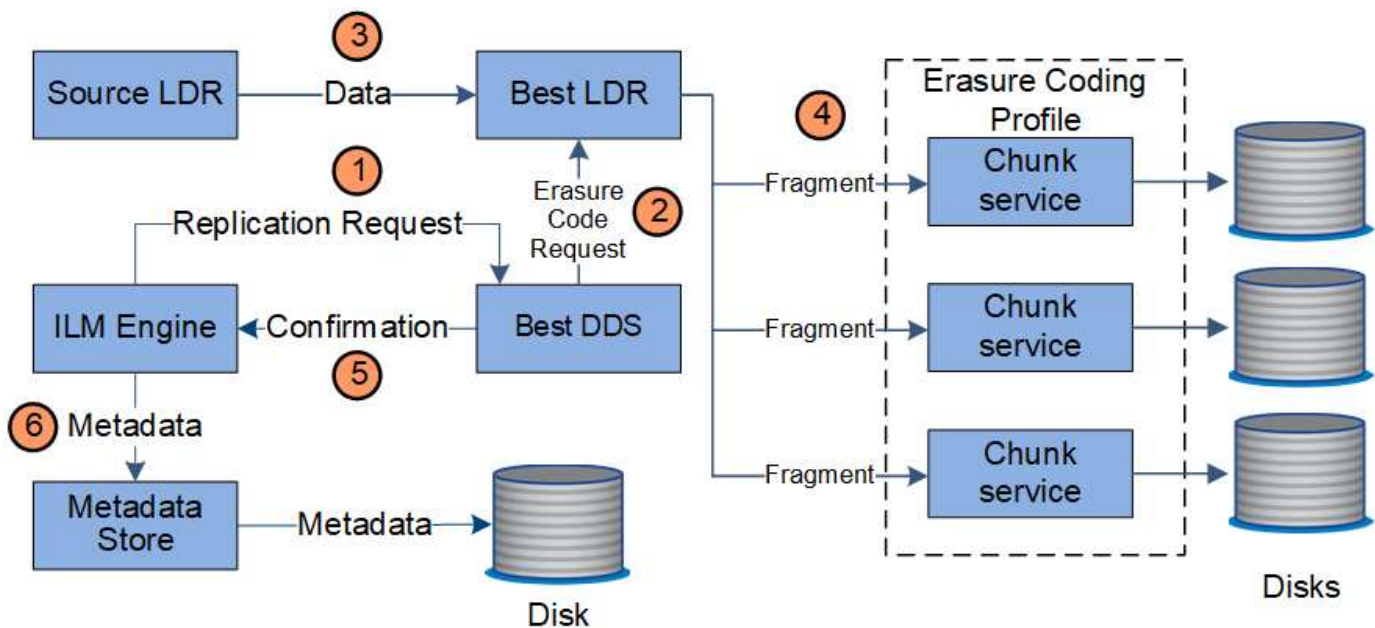 3
Source LDR
Data
Best LDR
4
Erasure Coding
Profile
Chunk
service
Fragment
1
Replication Request
Erasure
Code
Request
2
ILM Engine
Confirmation
Best DDS
5
Fragment
Chunk
service
6
Metadata
Metadata
Store
Metadata
Disk
Fragment
Chunk
service
Disks